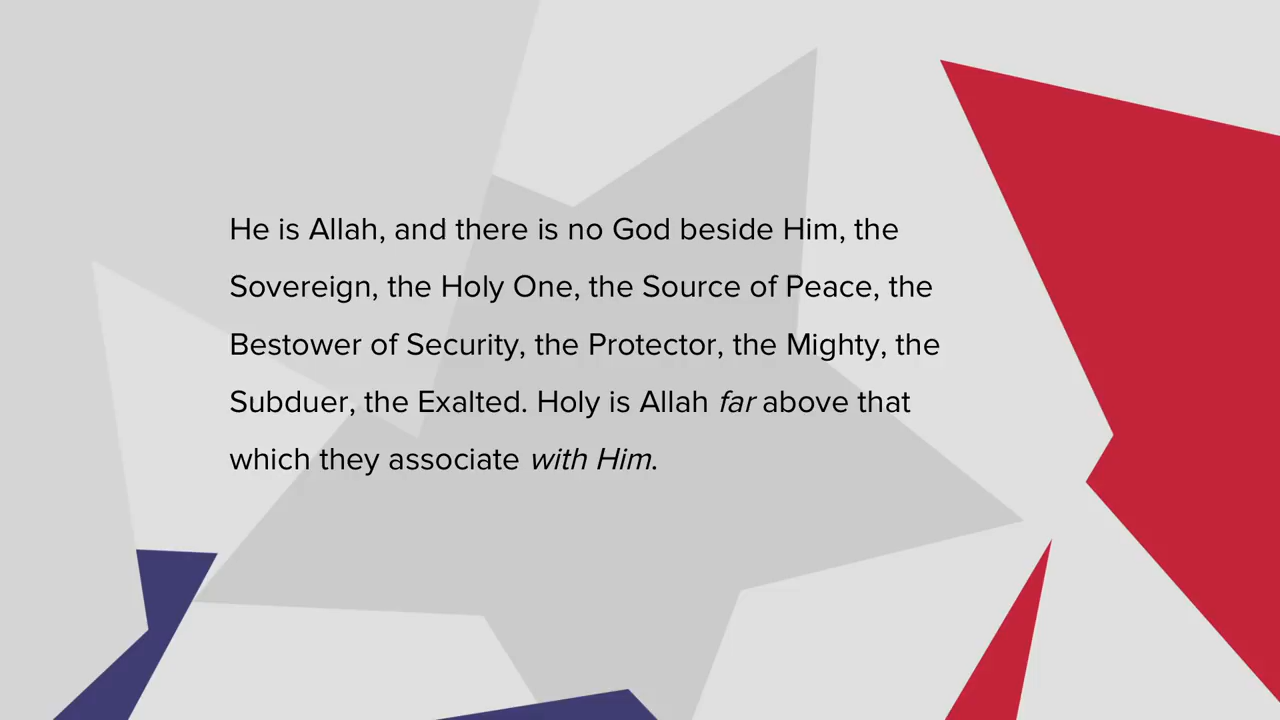 He is Allah, and there is no God beside Him, the
Sovereign, the Holy One, the Source of Peace, the
Bestower of Security, the Protector, the Mighty, the
Subduer, the Exalted. Holy is Allah far above that
which they associate with Him.